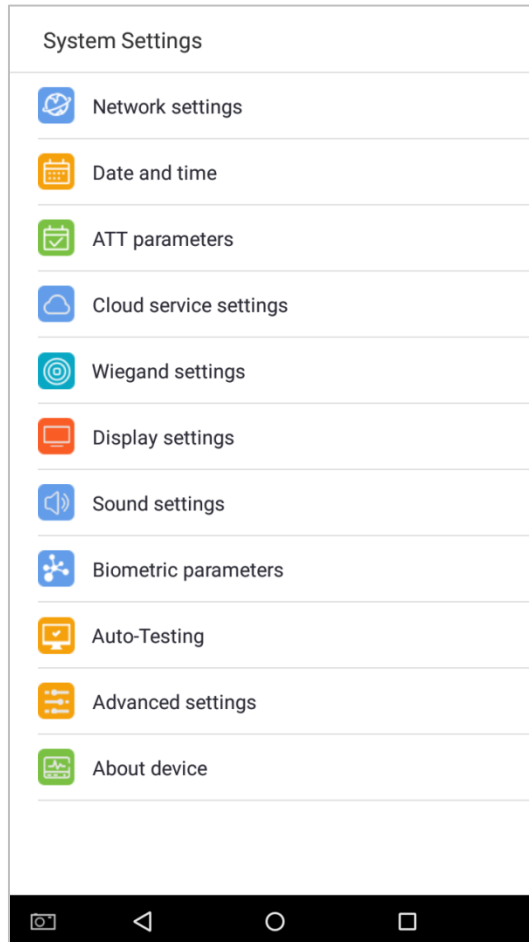 System Settings
Network settings
Date and time
ATT parameters
Cloud service settings
Wiegand settings
Display settings
Sound settings
Biometric parameters
Auto-Testing
Advanced settings
About device